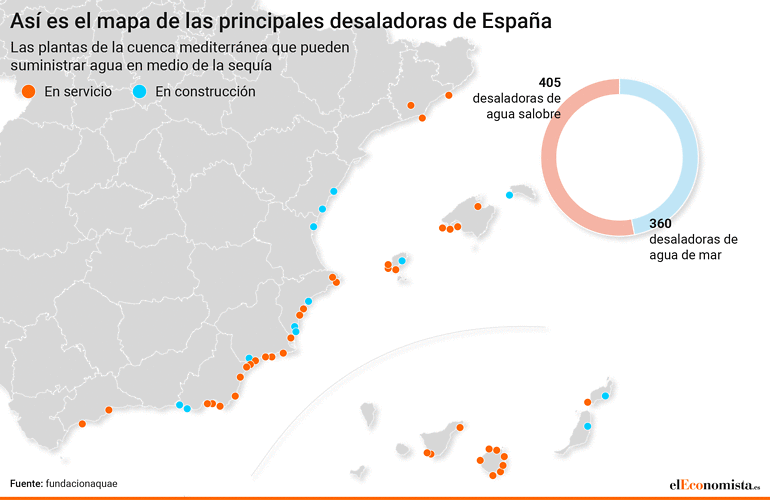 Así es el mapa de las principales desaladoras de España
Las plantas de la cuenca mediterránea que pueden
suministrar agua en medio de la sequía
En servicio
En construcción
405
desaladoras de
agua salobre
360
desaladoras de
agua de mar
Fuente: fundacionaquae
elEconomista.es